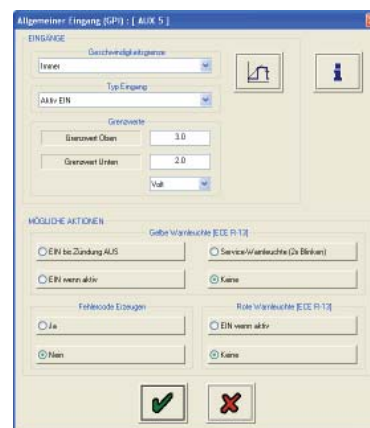 Allgemeiner Eingang (GPI) : [ AUX 5 ]
EINGÄNGE
Geschwindigkeitsgrenze
Immer
Typ Eingang
Aktiv EIN
Grenzwerte
Grenzwert Oben 3.0
Grenzwert Unten 2.0
Volt
MÖGLICHE AKTIONEN
Gelbe Warnleuchte [ECE R-13]
EIN bis Zündung AUS
Service-Warnleuchte (2x Blinken)
EIN wenn aktiv
Keine
Fehlercode Erzeugen
Ja
Nein
Rote Warnleuchte [ECE R-13]
EIN wenn aktiv
Keine